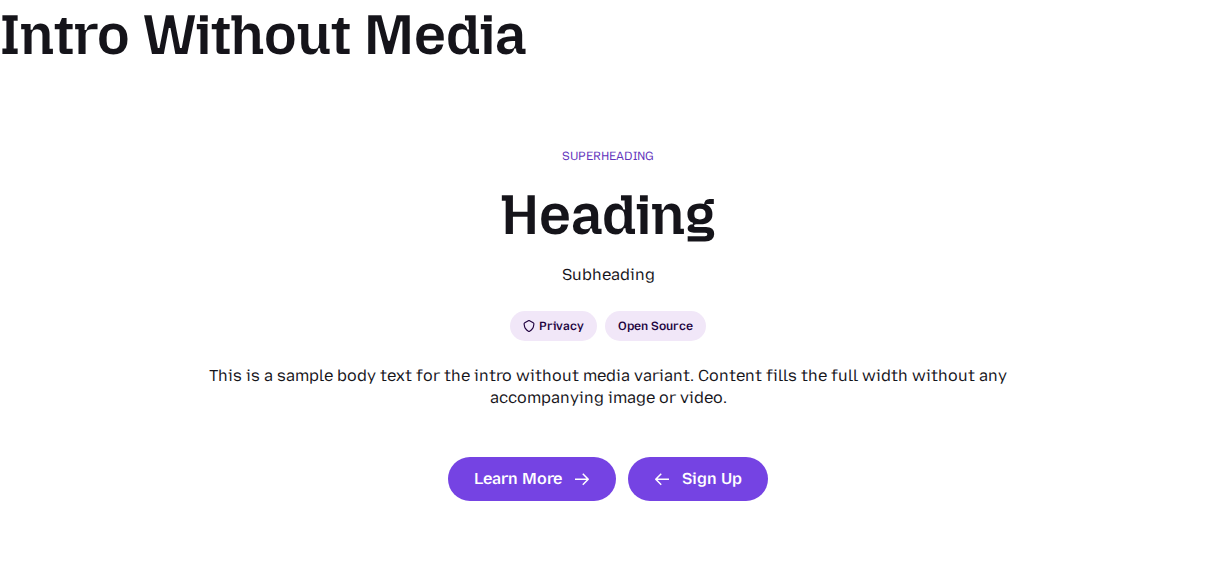 Intro Without Media
SUPERHEADING
Heading
Subheading
Privacy
Open Source
This is a sample body text for the intro without media variant. Content fills the full width without any
accompanying image or video.
Learn More
Sign Up